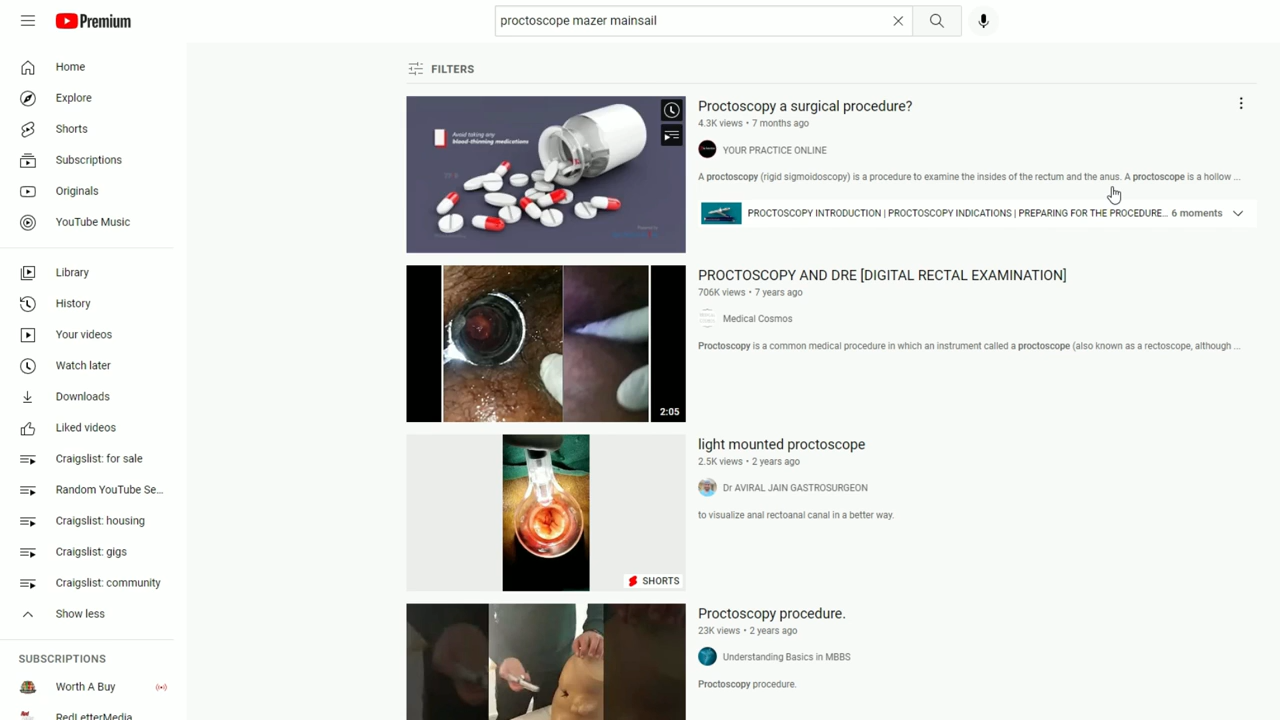 Premium
proctoscope mazer mainsail
Home
Explore
Shorts
Subscriptions
Originals
YouTube Music
Library
History
Your videos
Watch later
Downloads
Liked videos
Craigslist: for sale
Random YouTube Se...
Craigslist: housing
Craigslist: gigs
Craigslist: community
Show less
SUBSCRIPTIONS
Worth A Buy
RedLetterMedia
FILTERS
Avoid taking any
blood-thinning medications
Proctoscopy a surgical procedure?
4.3K views • 7 months ago
YOUR PRACTICE ONLINE
A proctoscopy (rigid sigmoidoscopy) is a procedure to examine the insides of the rectum and the anus. A proctoscope is a hollow ...
PROCTOSCOPY INTRODUCTION | PROCTOSCOPY INDICATIONS | PREPARING FOR THE PROCEDURE... 6 moments
2:05
PROCTOSCOPY AND DRE [DIGITAL RECTAL EXAMINATION]
706K views • 7 years ago
Medical Cosmos
Proctoscopy is a common medical procedure in which an instrument called a proctoscope (also known as a rectoscope, although ...
SHORTS
light mounted proctoscope
2.5K views • 2 years ago
Dr AVIRAL JAIN GASTROSURGEON
to visualize anal rectoanal canal in a better way.
Proctoscopy procedure.
23K views • 2 years ago
Understanding Basics in MBBS
Proctoscopy procedure.